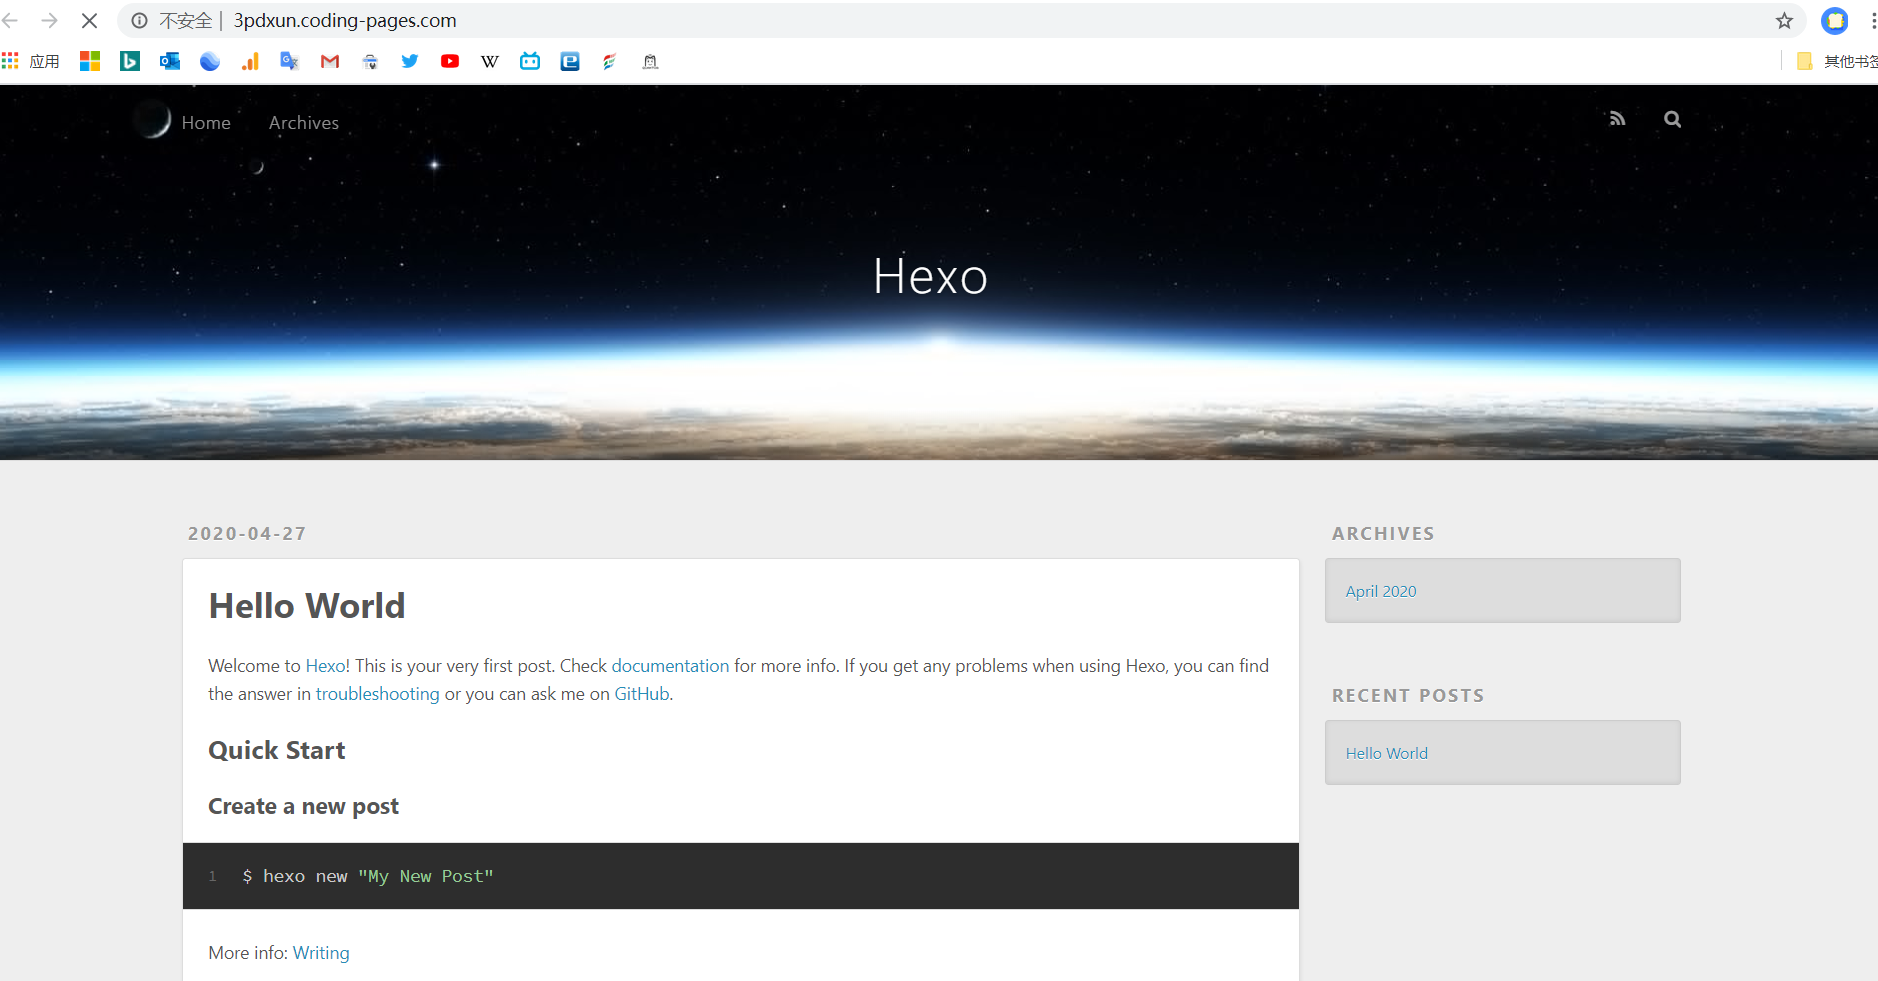 不安全 | 3pdxun.coding-pages.com
应用
其他书签
Home Archives
Hexo
2020-04-27
Hello World
Welcome to Hexo! This is your very first post. Check documentation for more info. If you get any problems when using Hexo, you can find
the answer in troubleshooting or you can ask me on GitHub.
Quick Start
Create a new post
1 $ hexo new "My New Post"
More info: Writing
ARCHIVES
April 2020
RECENT POSTS
Hello World